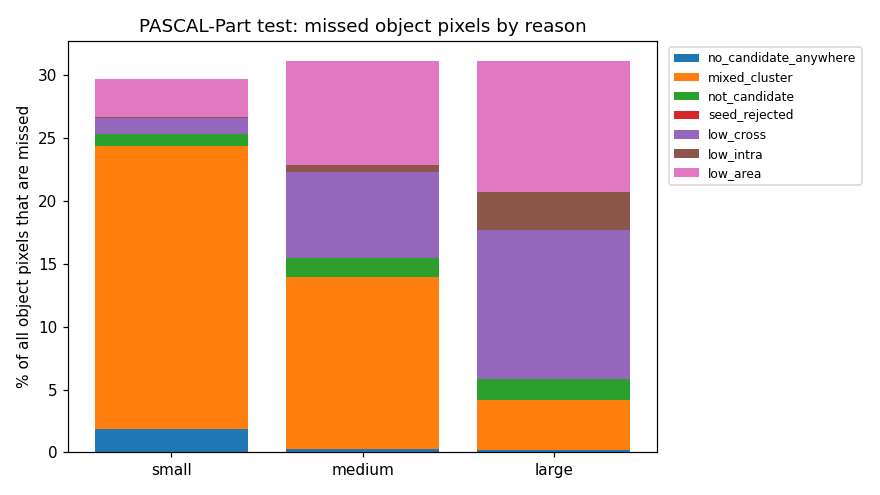 PASCAL-Part test: missed object pixels by reason
% of all object pixels that are missed
30
25
20
15
10
5
0
small
medium
large
no_candidate_anywhere
mixed_cluster
not_candidate
seed_rejected
low_cross
low_intra
low_area